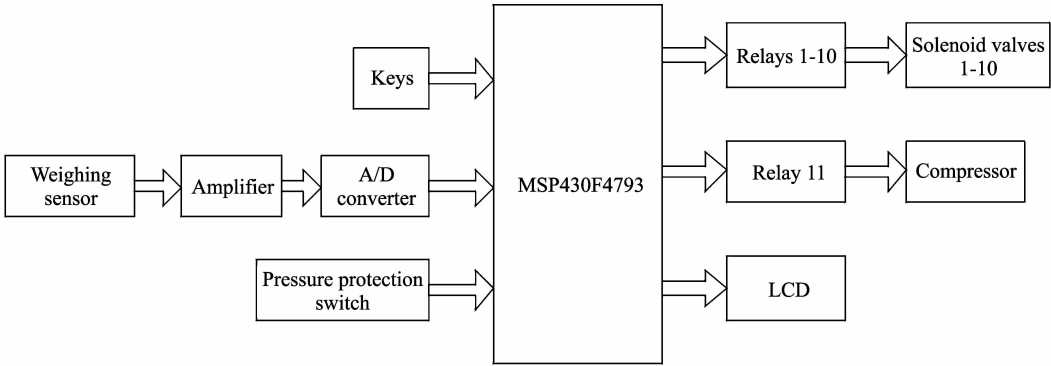 Keys
Weighing
sensor
Amplifier
A/D
converter
Pressure protection
switch
MSP430F4793
Relays 1-10
Solenoid valves
1-10
Relay 11
Compressor
LCD